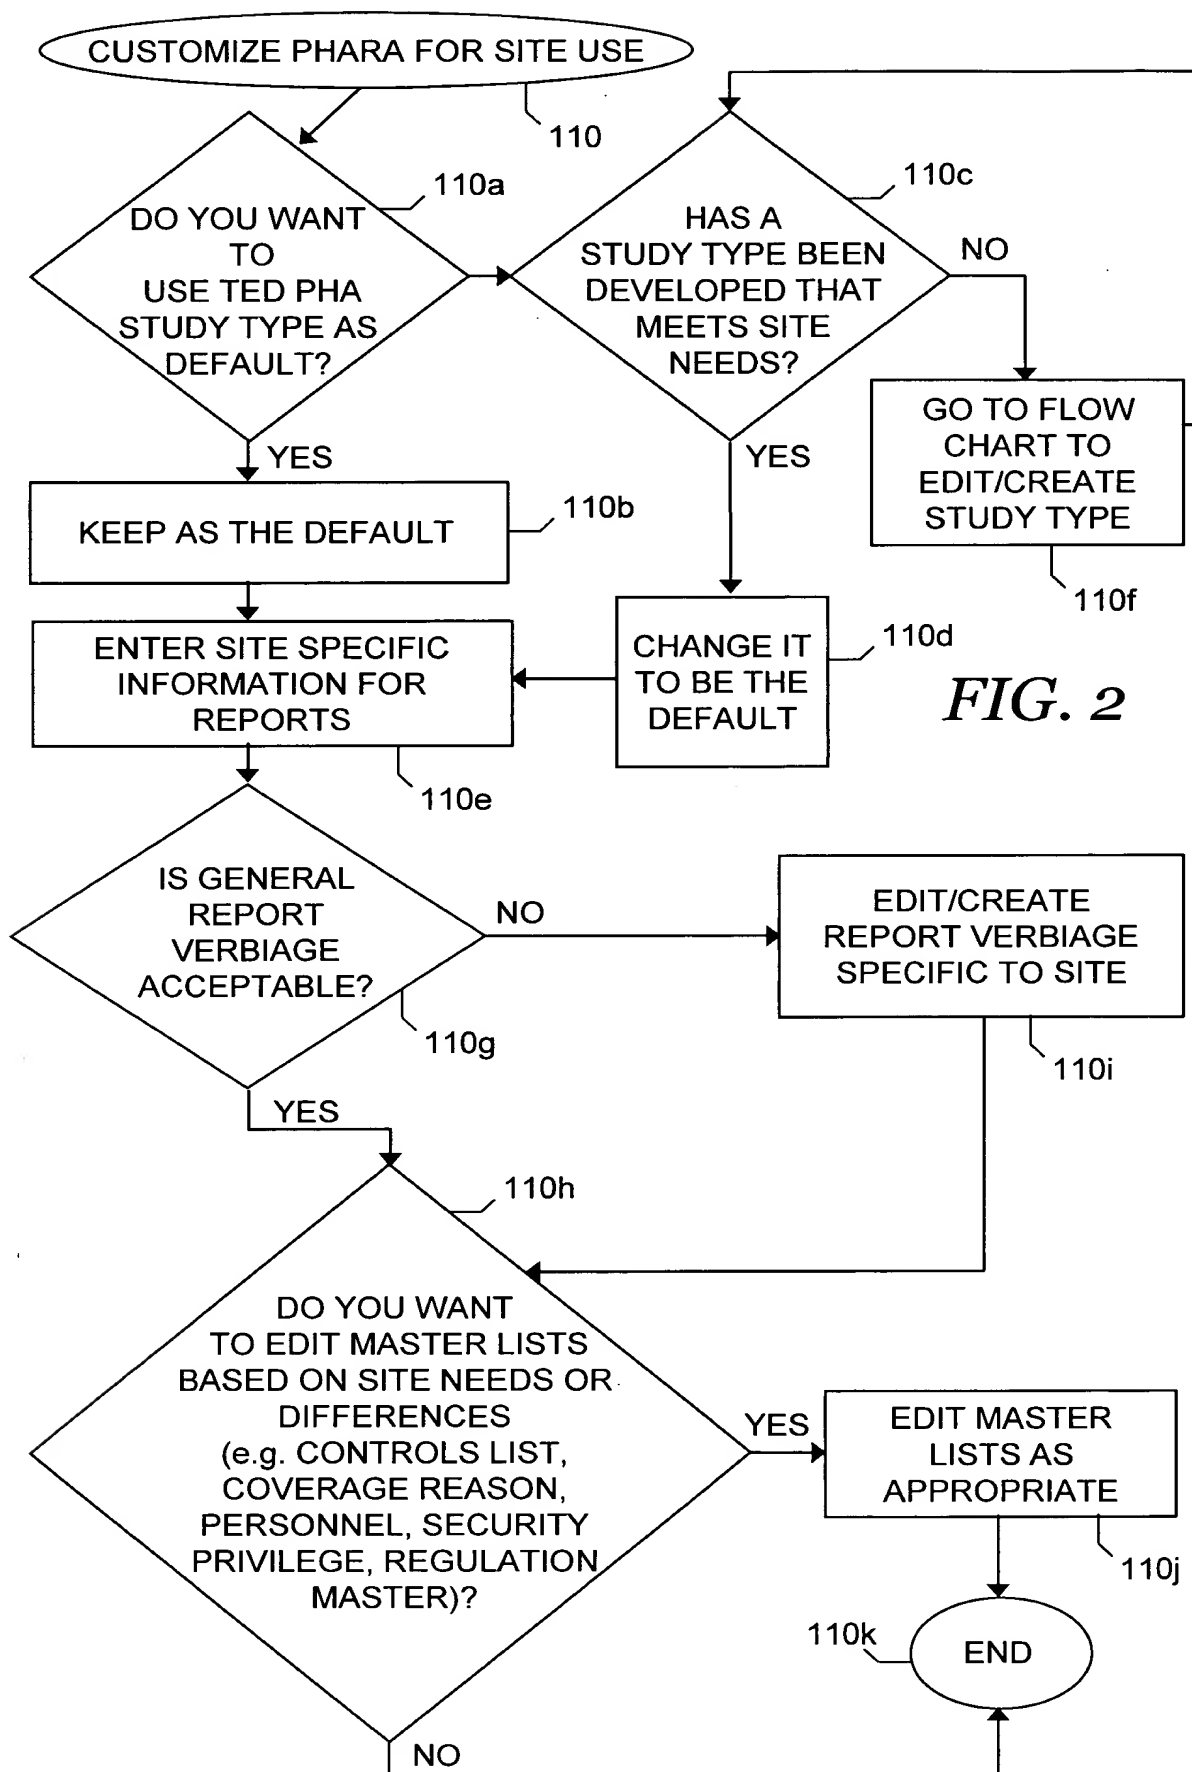 CUSTOMIZE PHARA FOR SITE USE
110
110a
DO YOU WANT
TO
USE TED PHA
STUDY TYPE AS
DEFAULT?
110c
HAS A
STUDY TYPE BEEN
DEVELOPED THAT
MEETS SITE
NEEDS?
NO
YES
YES
GO TO FLOW
CHART TO
EDIT/CREATE
STUDY TYPE
110f
KEEP AS THE DEFAULT
110b
ENTER SITE SPECIFIC
INFORMATION FOR
REPORTS
110e
CHANGE IT
TO BE THE
DEFAULT
110d
FIG. 2
IS GENERAL
REPORT
VERBIAGE
ACCEPTABLE?
110g
NO
EDIT/CREATE
REPORT VERBIAGE
SPECIFIC TO SITE
110i
YES
110h
DO YOU WANT
TO EDIT MASTER LISTS
BASED ON SITE NEEDS OR
DIFFERENCES
(e.g. CONTROLS LIST,
COVERAGE REASON,
PERSONNEL, SECURITY
PRIVILEGE, REGULATION
MASTER)?
YES
EDIT MASTER
LISTS AS
APPROPRIATE
110j
110k
END
NO